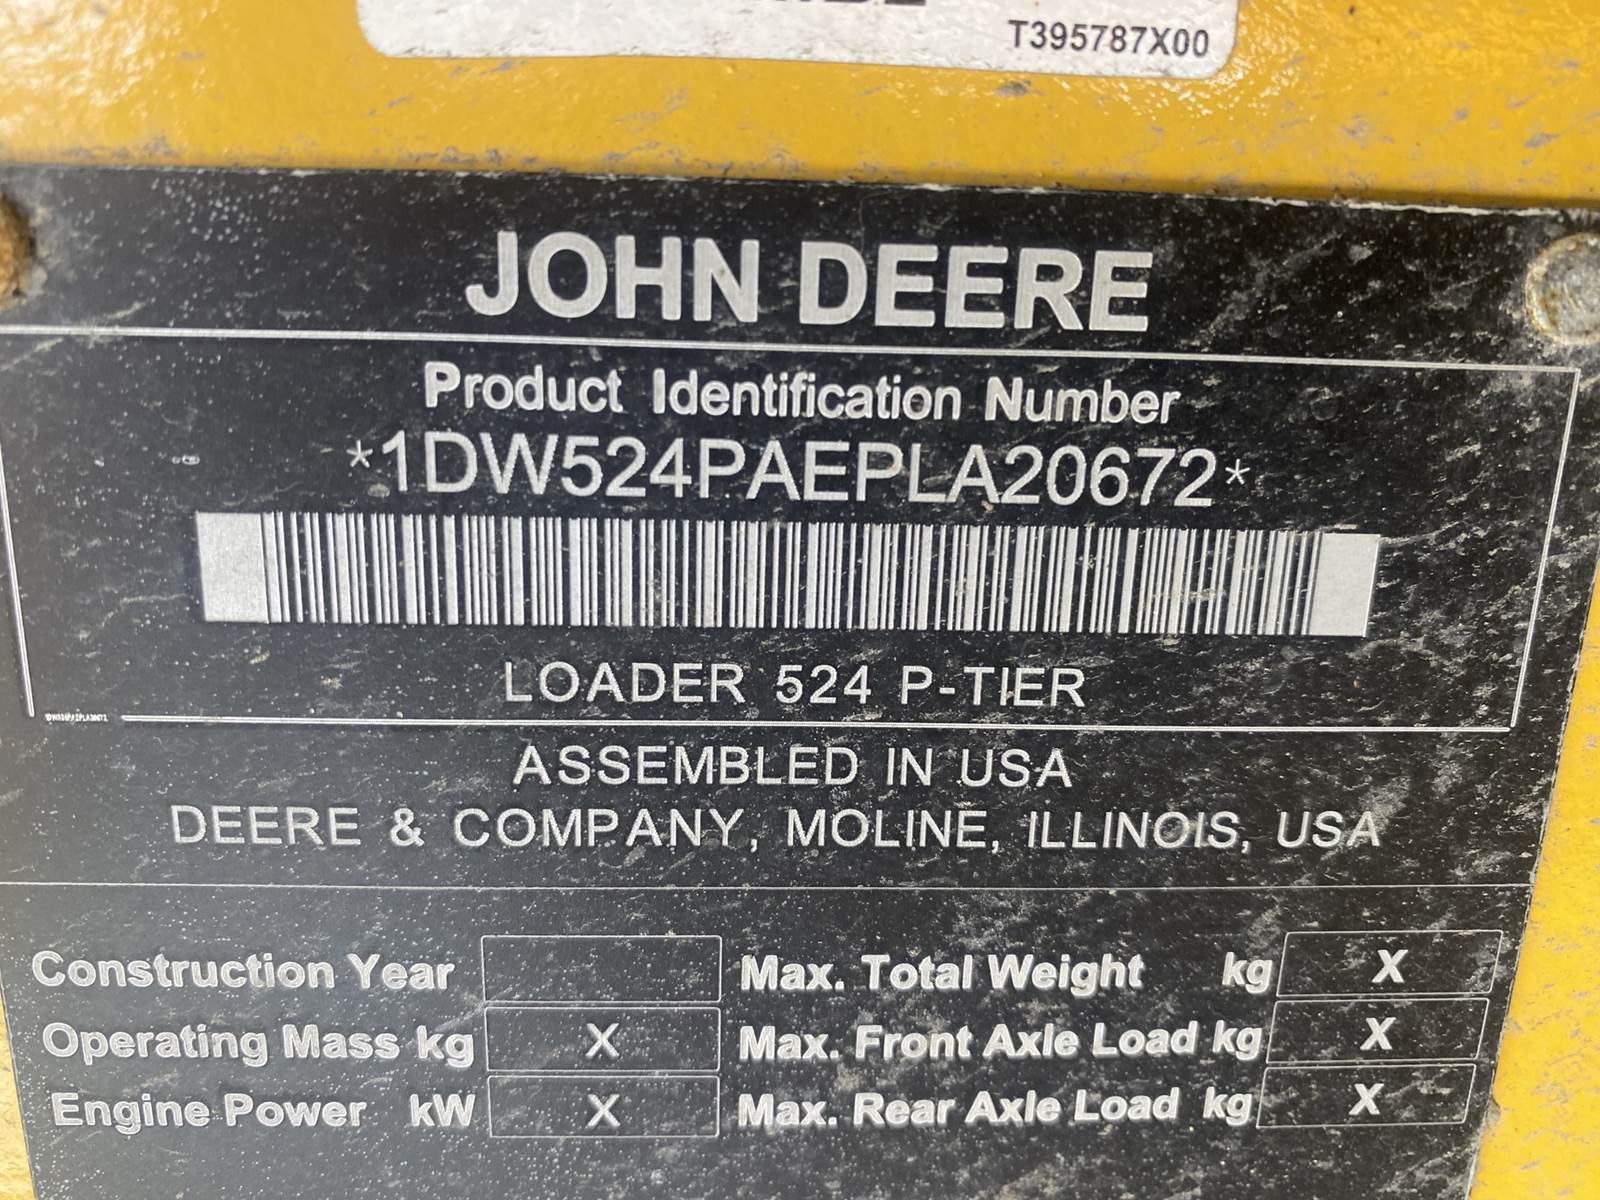 T395787X00
JOHN DEERE
Product Identification Number
*1DW524PAEPLA20672*
LOADER 524 P-TIER
ASSEMBLED IN USA
DEERE & COMPANY, MOLINE, ILLINOIS, USA
Construction Year
Max. Total Weight kg X
Operating Mass kg X
Max. Front Axle Load kg X
Engine Power kW X
Max. Rear Axle Load kg X